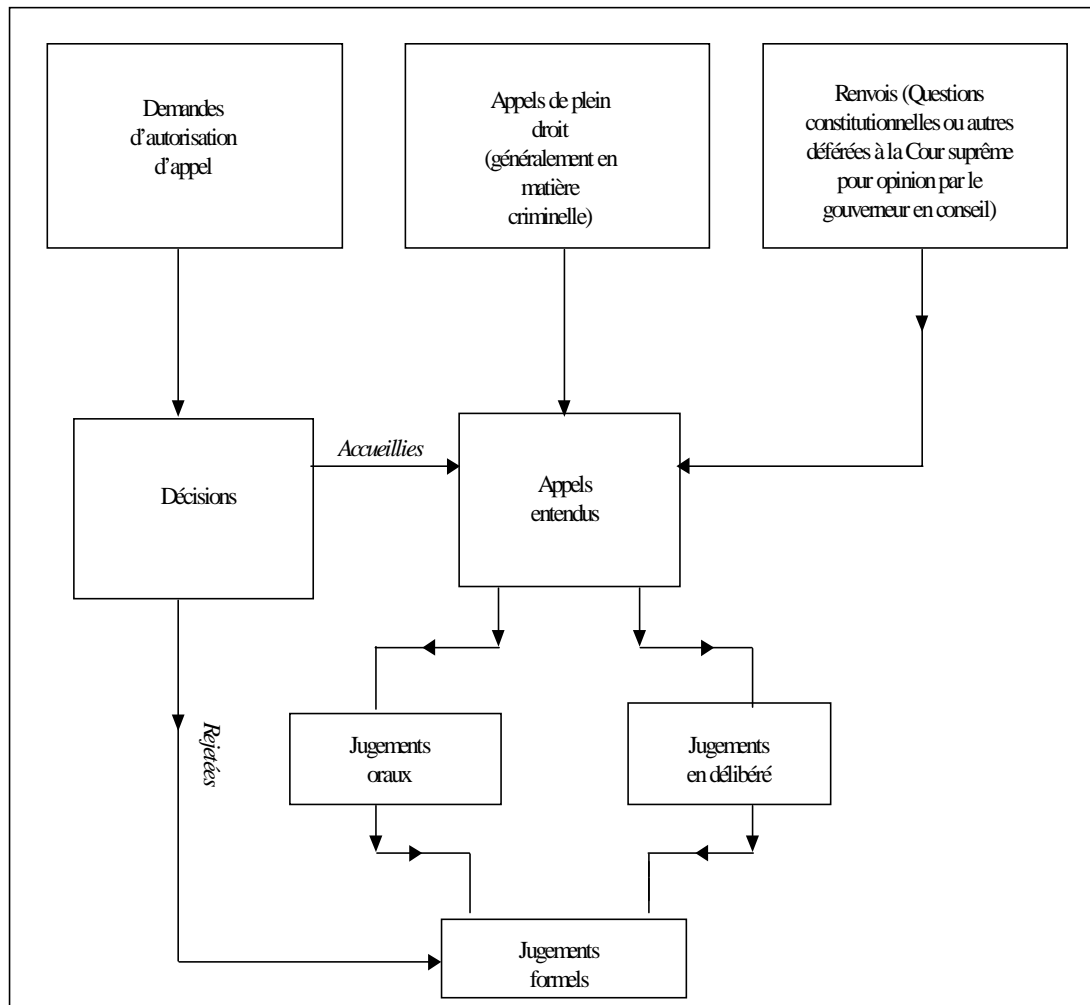 Demandes
d'autorisation
d'appel
Appels de plein
droit
(généralement en
matière
criminelle)
Renvois (Questions
constitutionnelles ou autres
déférées à la Cour suprême
pour opinion par le
gouverneur en conseil)
Décisions
Accueillies
Appels
entendus
Rejetées
Jugements
oraux
Jugements
en délibéré
Jugements
formels